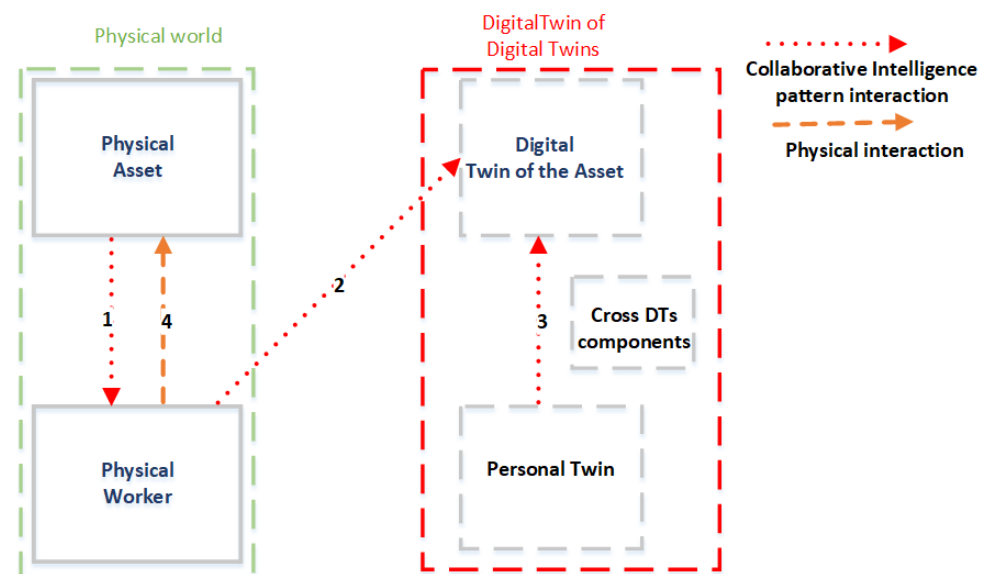 Physical world
DigitalTwin of
Digital Twins
Collaborative Intelligence
pattern interaction
Physical interaction
Physical
Asset
Digital
Twin of the Asset
2
1
4
3
Cross DTs
components
Physical
Worker
Personal Twin